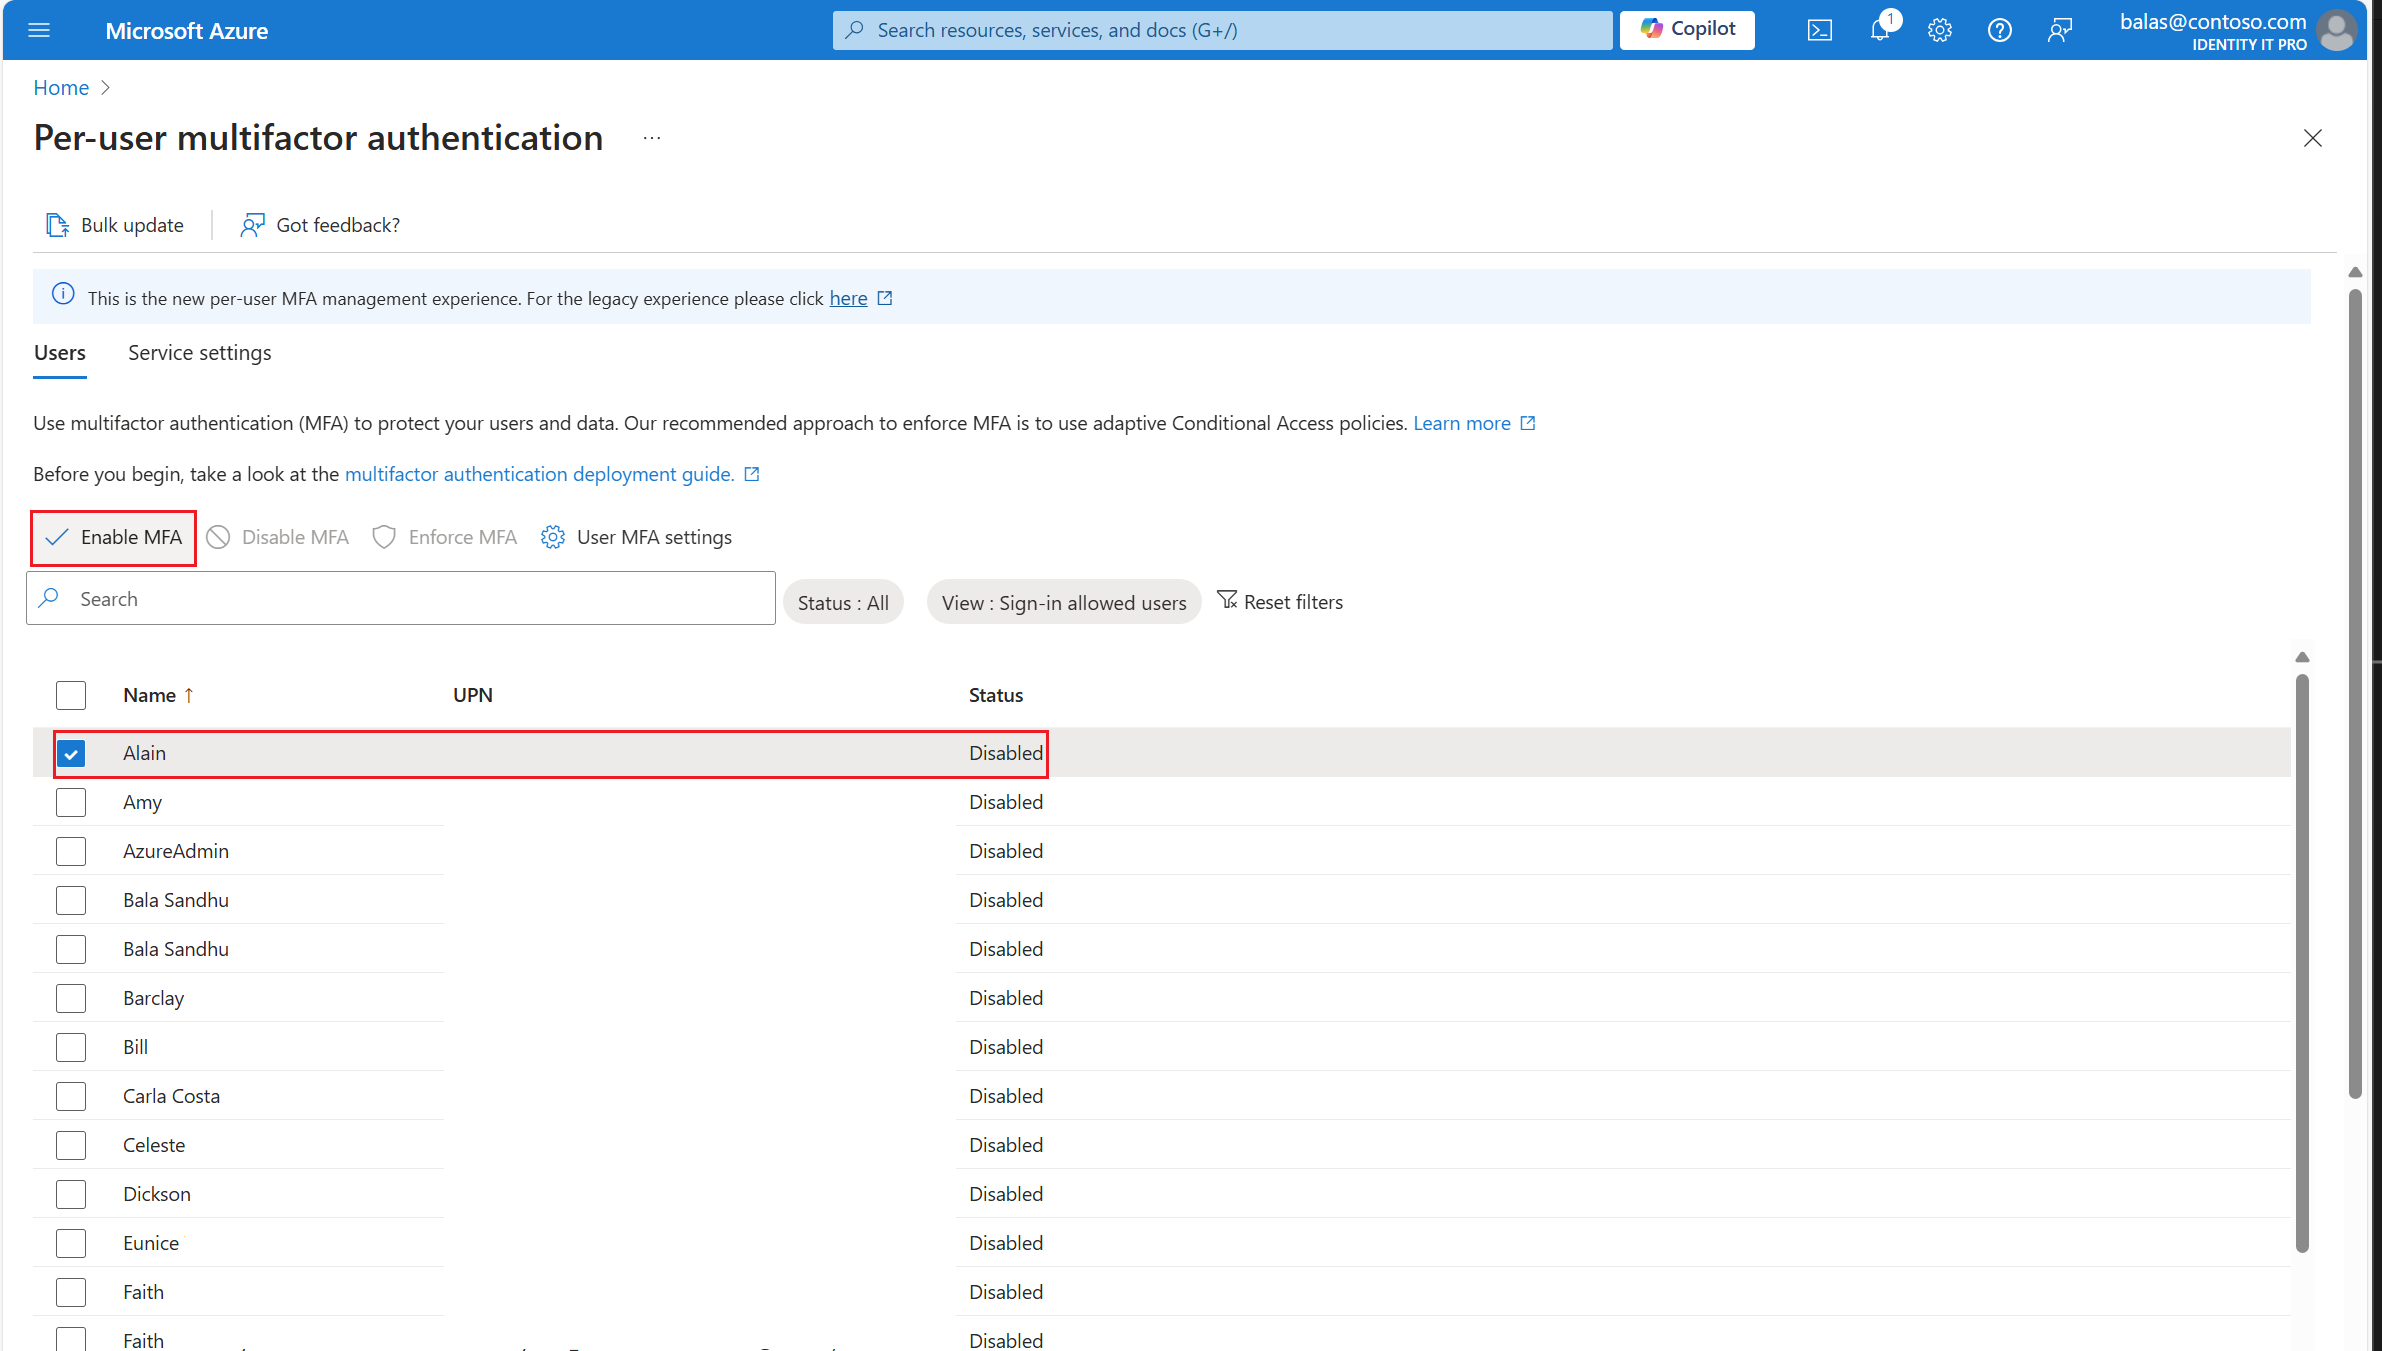 Microsoft Azure
Search resources, services, and docs (G+/)
Copilot
1
balas@contoso.com
IDENTITY IT PRO
Home
Per-user multifactor authentication
Bulk update
Got feedback?
This is the new per-user MFA management experience. For the legacy experience please click here
Users Service settings
Use multifactor authentication (MFA) to protect your users and data. Our recommended approach to enforce MFA is to use adaptive Conditional Access policies. Learn more
Before you begin, take a look at the multifactor authentication deployment guide.
Enable MFA Disable MFA Enforce MFA User MFA settings
Search Status : All View : Sign-in allowed users Reset filters
Name ↑ UPN Status
Alain Disabled
Amy Disabled
AzureAdmin Disabled
Bala Sandhu Disabled
Bala Sandhu Disabled
Barclay Disabled
Bill Disabled
Carla Costa Disabled
Celeste Disabled
Dickson Disabled
Eunice Disabled
Faith Disabled
Faith Disabled